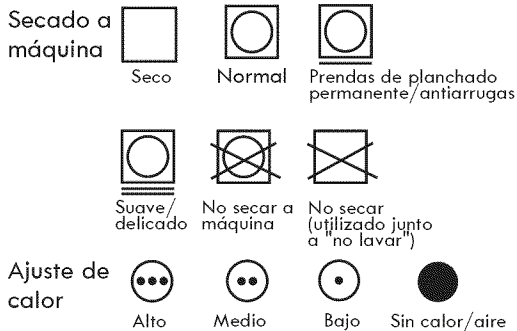 Secado a
máquina
Seco
Normal
Prendas de planchado
permanente/antiarrugas
Suave/
delicado
No secar a
máquina
No secar
(utilizado junto
a "no lavar")
Ajuste de
calor
Alto
Medio
Bajo
Sin calor/aire